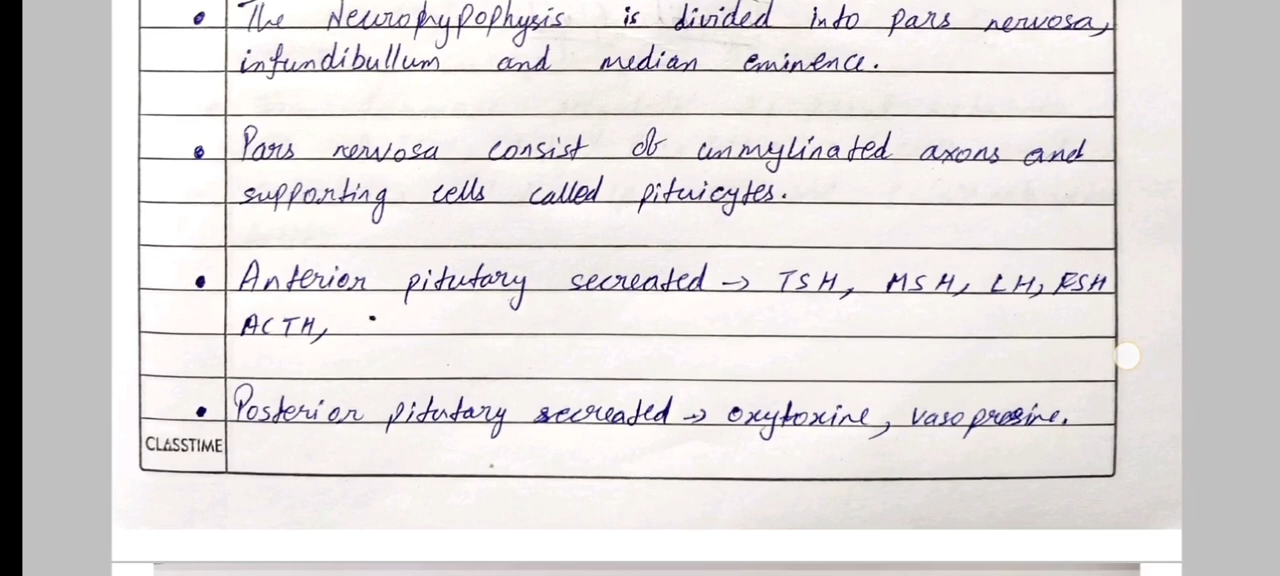 The Neurophypophysis is divided into pars nervosa,
infundibullum and median eminence.
Pars nervosa consist of unmylinated axons and
supporting cells called pituicytes.
Anterior pitutary secreated → TSH, MSH, LH, FSH
ACTH,
Posterior pitutary secreated → oxytoxine, vasopresine.
CLASSTIME